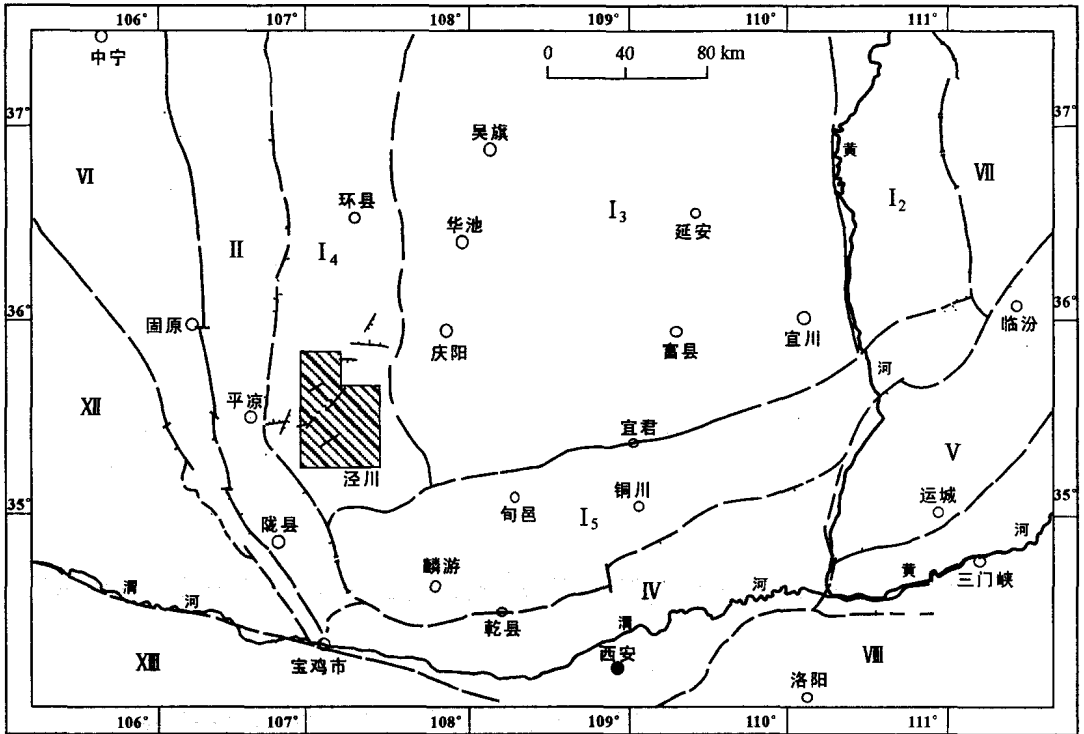 106°
107°
108°
109°
110°
111°
0 40 80 km
中宁
37°
37°
吴旗
黄
VI
VII
环县
I₃
I₂
延安
华池
II
I₄
36°
36°
固原
庆阳
富县
宜川
临汾
河
XII
平凉
宜君
V
泾川
铜川
运城
旬邑
35°
35°
I₅
陇县
河
麟游
黄
三门峡
渭
河
IV
河
乾县
渭
西安
XIII
宝鸡市
VIII
洛阳
106°
107°
108°
109°
110°
111°